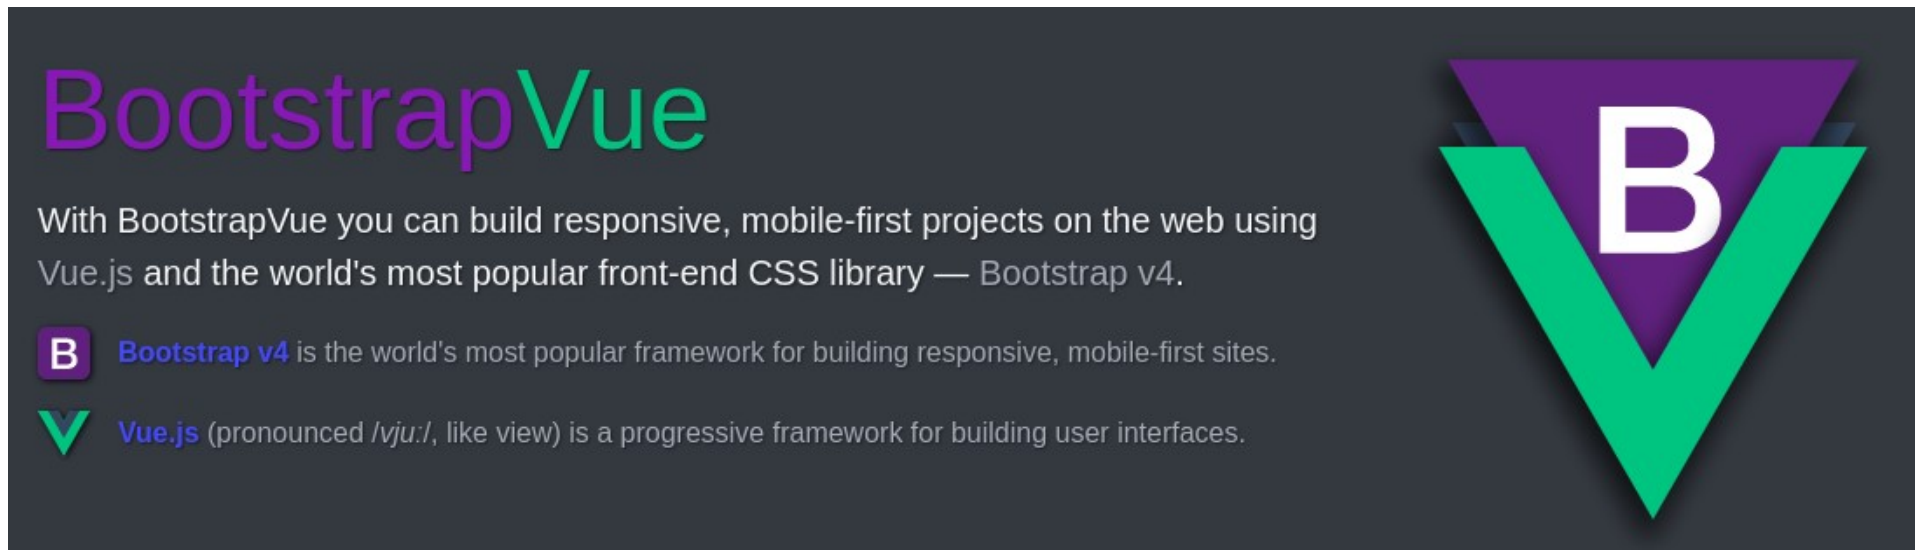 BootstrapVue
With BootstrapVue you can build responsive, mobile-first projects on the web using
Vue.js and the world's most popular front-end CSS library — Bootstrap v4.
B Bootstrap v4 is the world's most popular framework for building responsive, mobile-first sites.
Vue.js (pronounced /vjuː/, like view) is a progressive framework for building user interfaces.
B